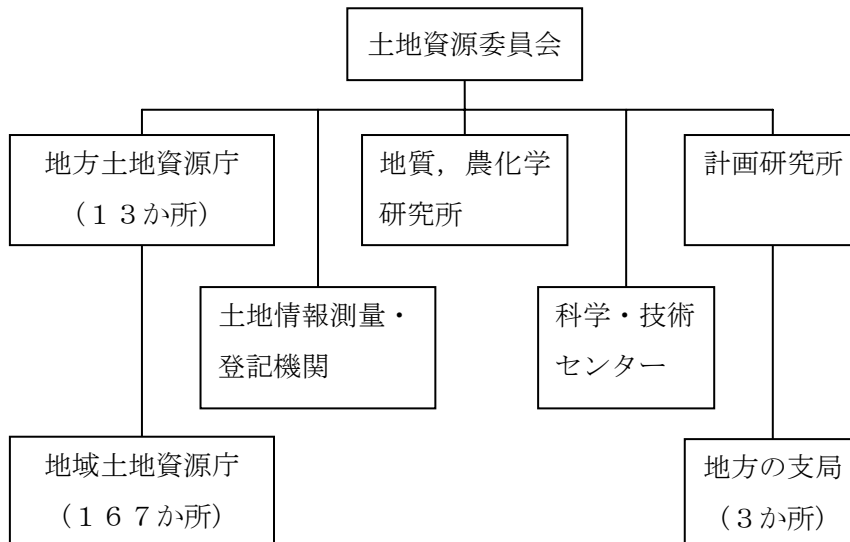 土地資源委員会
地方土地資源庁
（１３か所）
地質，農化学
研究所
計画研究所
土地情報測量・
登記機関
科学・技術
センター
地域土地資源庁
（１６７か所）
地方の支局
（３か所）